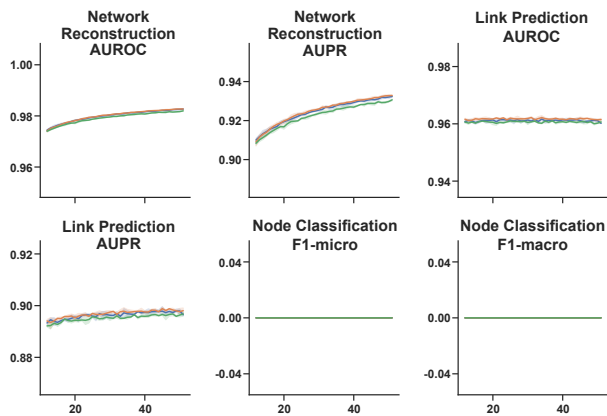 Network
Reconstruction
AUROC
1.00
0.98
0.96
Network
Reconstruction
AUPR
0.94
0.92
0.90
Link Prediction
AUROC
0.98
0.96
0.94
Link Prediction
AUPR
0.92
0.90
0.88
20
40
Node Classification
F1-micro
0.04
0.00
-0.04
20
40
Node Classification
F1-macro
0.04
0.00
-0.04
20
40